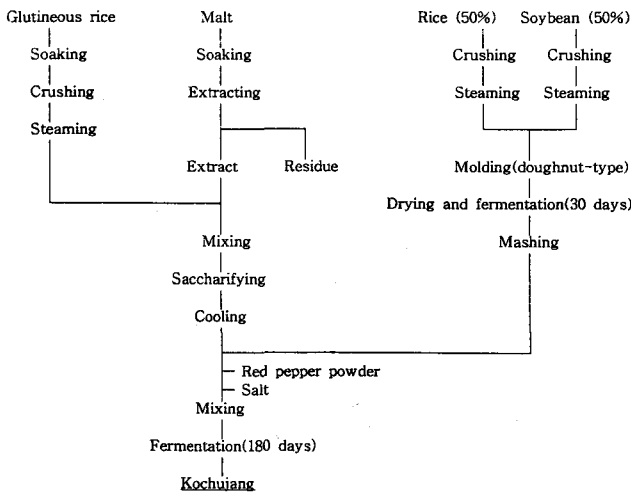 Glutineous rice Malt Rice (50%) Soybean (50%)
Soaking Soaking Crushing Crushing
Crushing Extracting Steaming Steaming
Steaming
Extract Residue Molding(doughnut-type)
Drying and fermentation(30 days)
Mixing Mashing
Saccharifying
Cooling
Red pepper powder
Salt
Mixing
Fermentation(180 days)
Kochujang